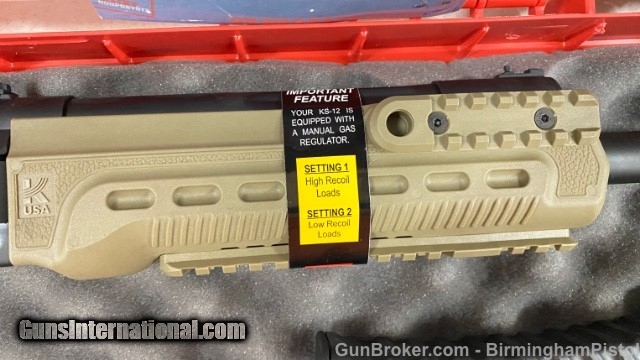 IMPORTANT
FEATURE
YOUR KS-12 IS
EQUIPPED WITH
A MANUAL GAS
REGULATOR.
SETTING 1
High Recoil
Loads
SETTING 2
Low Recoil
Loads
K
USA
GunsInternational.com
GunBroker.com - BirminghamPistol